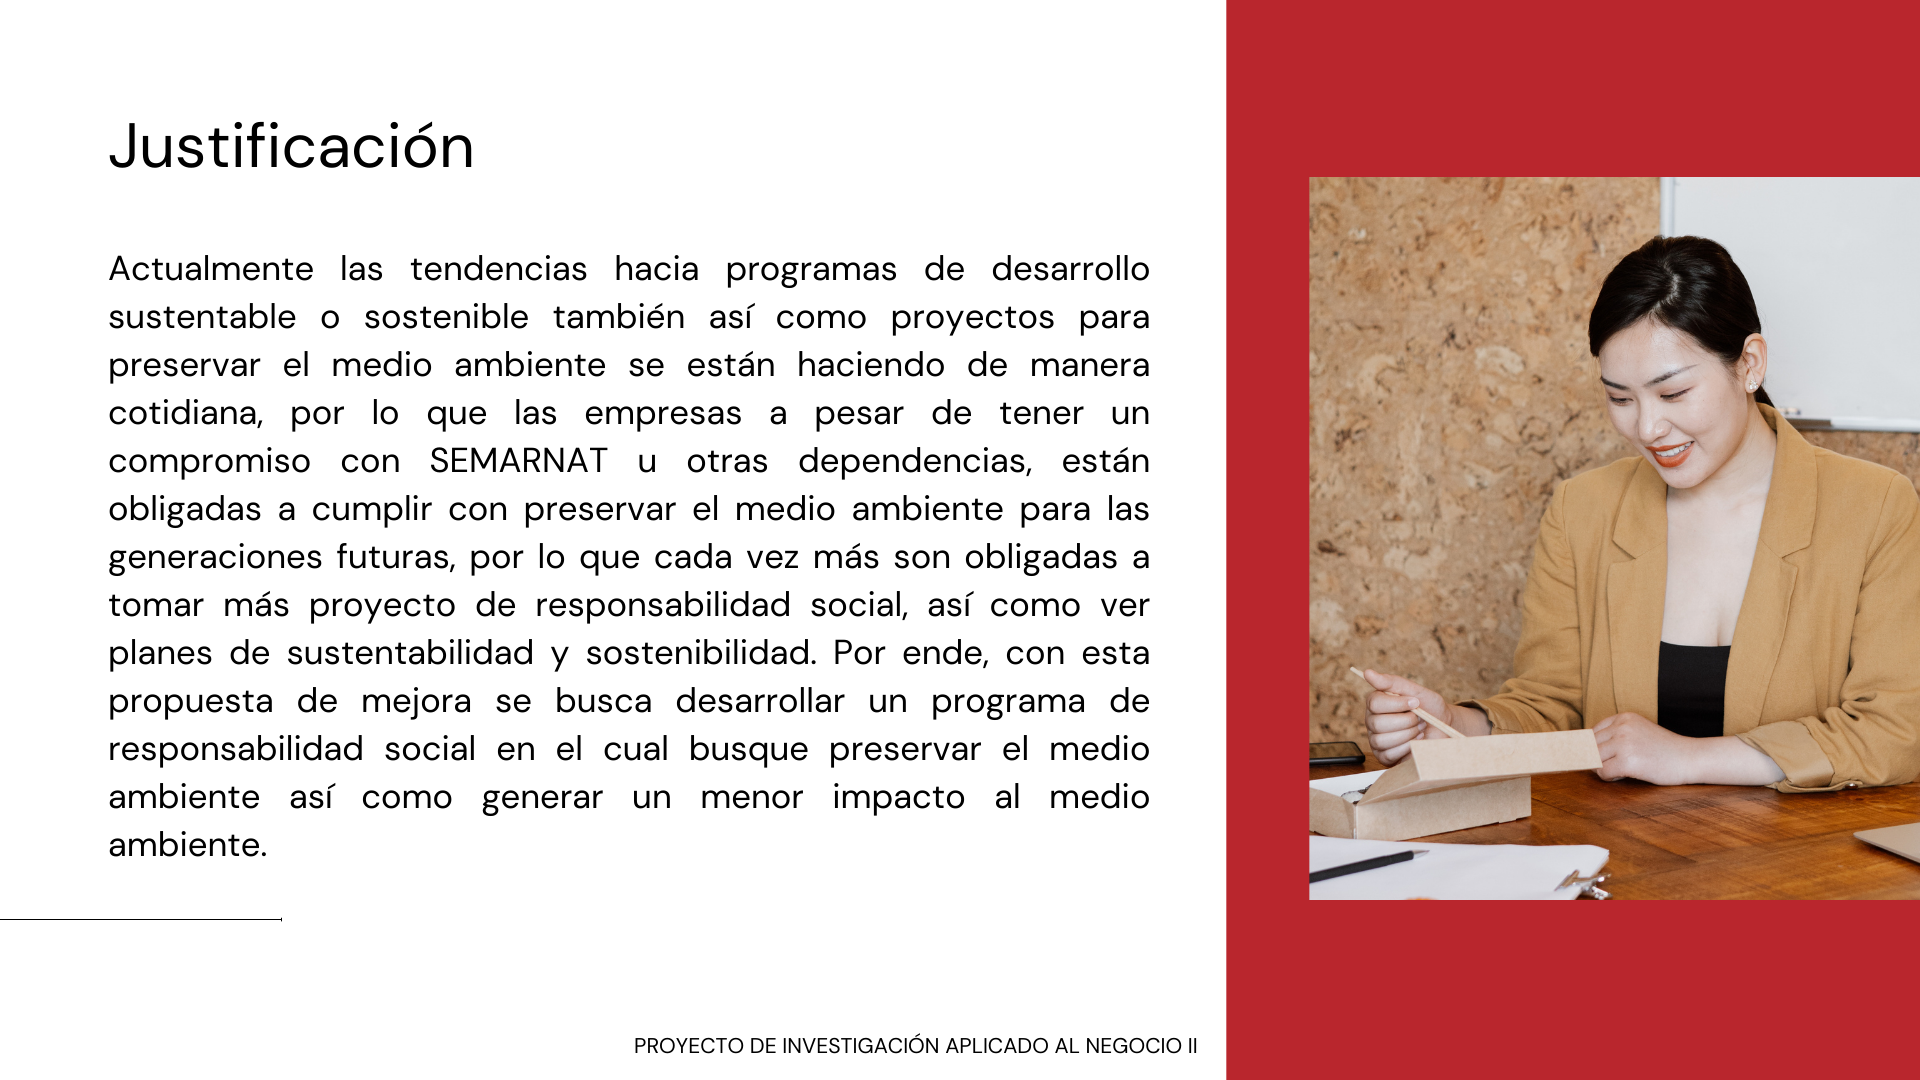 Justificación
Actualmente las tendencias hacia programas de desarrollo
sustentable o sostenible también así como proyectos para
preservar el medio ambiente se están haciendo de manera
cotidiana, por lo que las empresas a pesar de tener un
compromiso con SEMARNAT u otras dependencias, están
obligadas a cumplir con preservar el medio ambiente para las
generaciones futuras, por lo que cada vez más son obligadas a
tomar más proyecto de responsabilidad social, así como ver
planes de sustentabilidad y sostenibilidad. Por ende, con esta
propuesta de mejora se busca desarrollar un programa de
responsabilidad social en el cual busque preservar el medio
ambiente así como generar un menor impacto al medio
ambiente.
PROYECTO DE INVESTIGACIÓN APLICADO AL NEGOCIO II